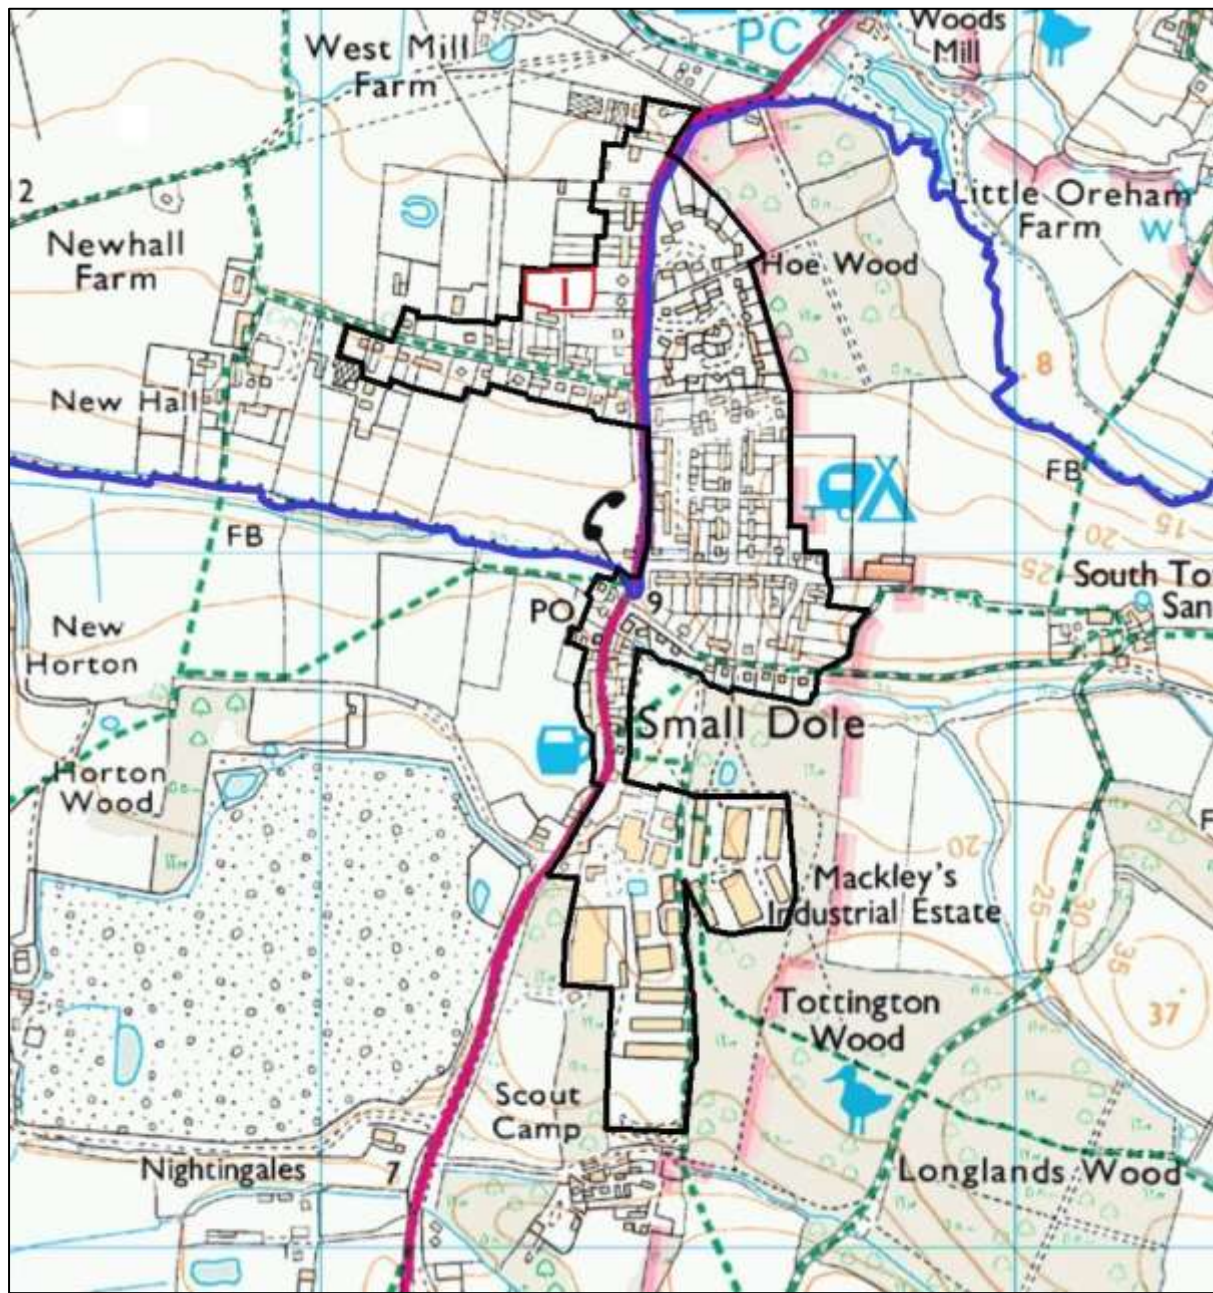 Woods
Mill
PC
West Mill
Farm
12
Little Oreham
Farm
W
Newhall
Farm
Hoe Wood
8
New Hall
FB
FB
15
20
25
South To
San
PO
9
New
Horton
Small Dole
Horton
Wood
F
20
Mackley's
Industrial Estate
25
30
35
37
Tottington
Wood
Scout
Camp
Nightingales
7
Longlands Wood